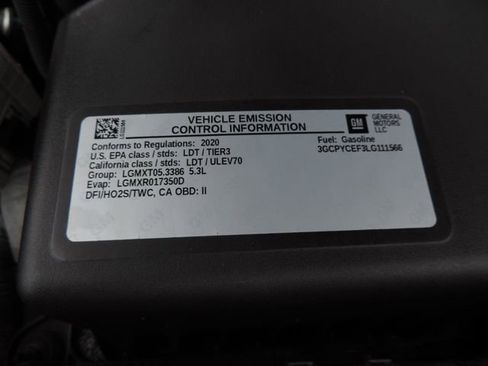 VEHICLE EMISSION
CONTROL INFORMATION
GM
GENERAL
MOTORS
LLC
Conforms to Regulations: 2020
Fuel: Gasoline
U.S. EPA class / stds: LDT / TIER3
3GCPYCEF3LG111566
California class / stds: LDT / ULEV70
Group: LGMXT05.3386 5.3L
Evap: LGMXR017350D
DFI/HO2S/TWC, CA OBD: II